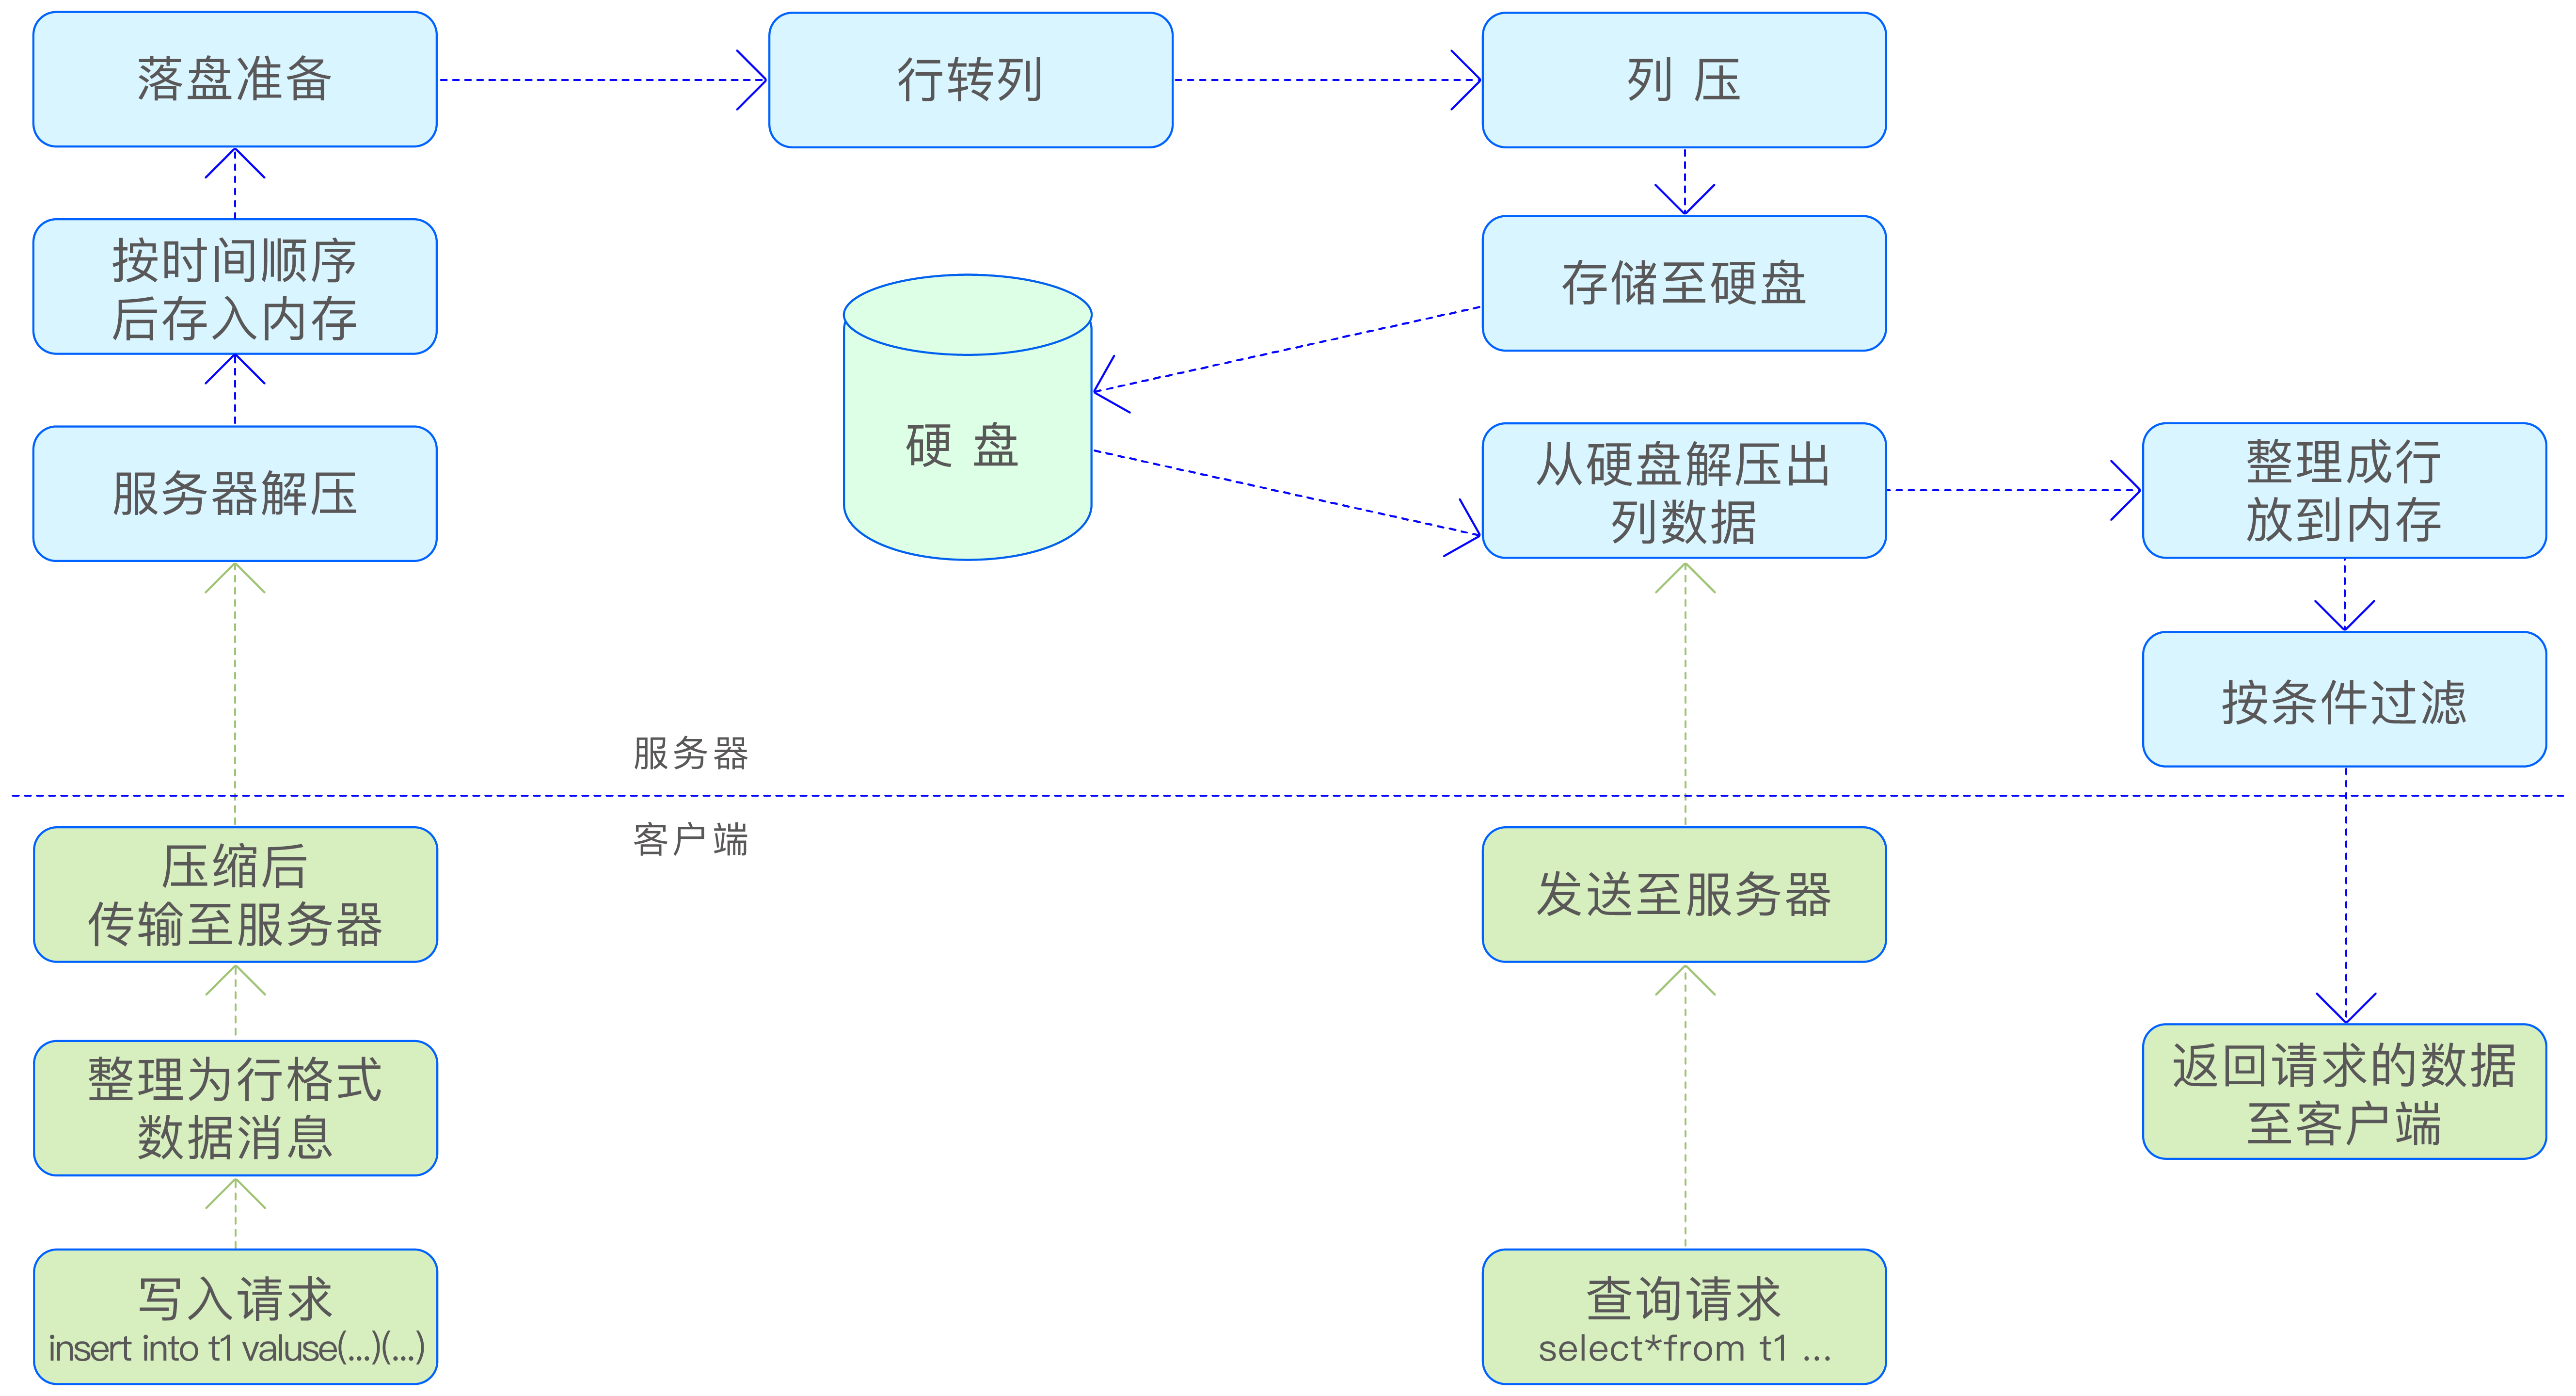 落盘准备
行转列
列 压
按时间顺序
后存入内存
存储至硬盘
硬 盘
服务器解压
从硬盘解压出
列数据
整理成行
放到内存
按条件过滤
服务器
客户端
压缩后
传输至服务器
发送至服务器
整理为行格式
数据消息
返回请求的数据
至客户端
写入请求
insert into t1 valuse(...)(...)
查询请求
select*from t1 ...